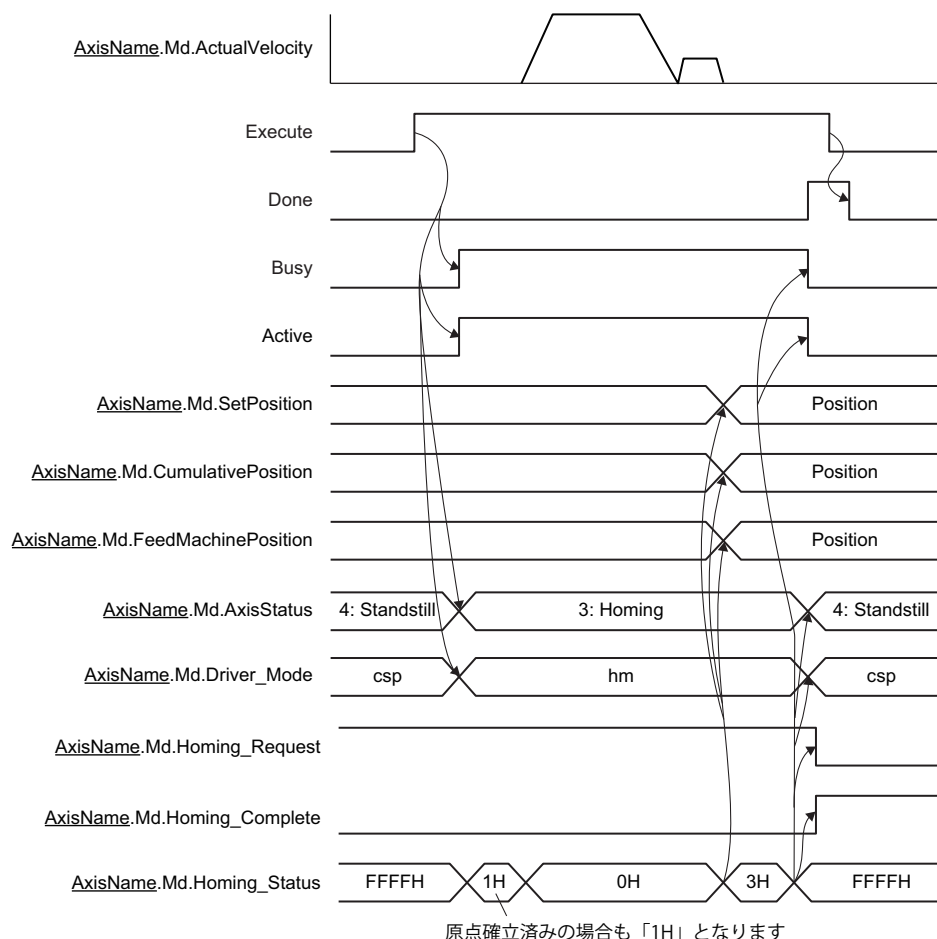 AxisName.Md.ActualVelocity
Execute
Done
Busy
Active
AxisName.Md.SetPosition Position
AxisName.Md.CumulativePosition Position
AxisName.Md.FeedMachinePosition Position
AxisName.Md.AxisStatus 4: Standstill 3: Homing 4: Standstill
AxisName.Md.Driver_Mode csp hm csp
AxisName.Md.Homing_Request
AxisName.Md.Homing_Complete
AxisName.Md.Homing_Status FFFFH 1H 0H 3H FFFFH
原点確立済みの場合も「1H」となります